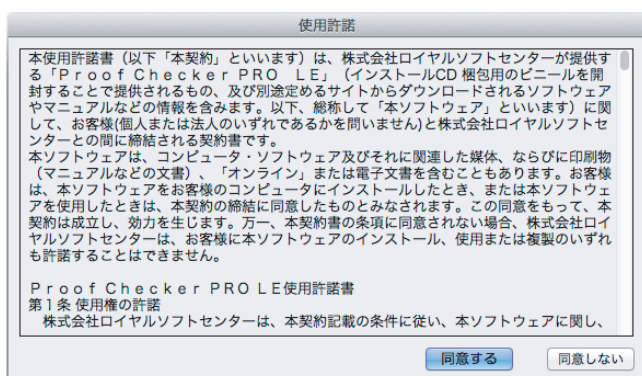 使用許諾
本使用許諾書（以下「本契約」といいます）は、株式会社ロイヤルソフトセンターが提供す
る「Ｐｒｏｏｆ Ｃｈｅｃｋｅｒ ＰＲＯ　ＬＥ」（インストールCD 梱包用のビニールを開
封することで提供されるもの、及び別途定めるサイトからダウンロードされるソフトウェア
やマニュアルなどの情報を含みます。以下、総称して「本ソフトウェア」といいます）に関
して、お客様(個人または法人のいずれであるかを問いません)と株式会社ロイヤルソフトセ
ンターとの間に締結される契約書です。
本ソフトウェアは、コンピュータ・ソフトウェア及びそれに関連した媒体、ならびに印刷物
（マニュアルなどの文書）、「オンライン」または電子文書を含むこともあります。お客様
は、本ソフトウェアをお客様のコンピュータにインストールしたとき、または本ソフトウェ
アを使用したときは、本契約の締結に同意したものとみなされます。この同意をもって、本
契約は成立し、効力を生じます。万一、本契約書の条項に同意されない場合、株式会社ロイ
ヤルソフトセンターは、お客様に本ソフトウェアのインストール、使用または複製のいずれ
も許諾することはできません。
Ｐｒｏｏｆ Ｃｈｅｃｋｅｒ ＰＲＯ ＬＥ使用許諾書
第１条 使用権の許諾
　株式会社ロイヤルソフトセンターは、本契約記載の条件に従い、本ソフトウェアに関し、
同意する
同意しない